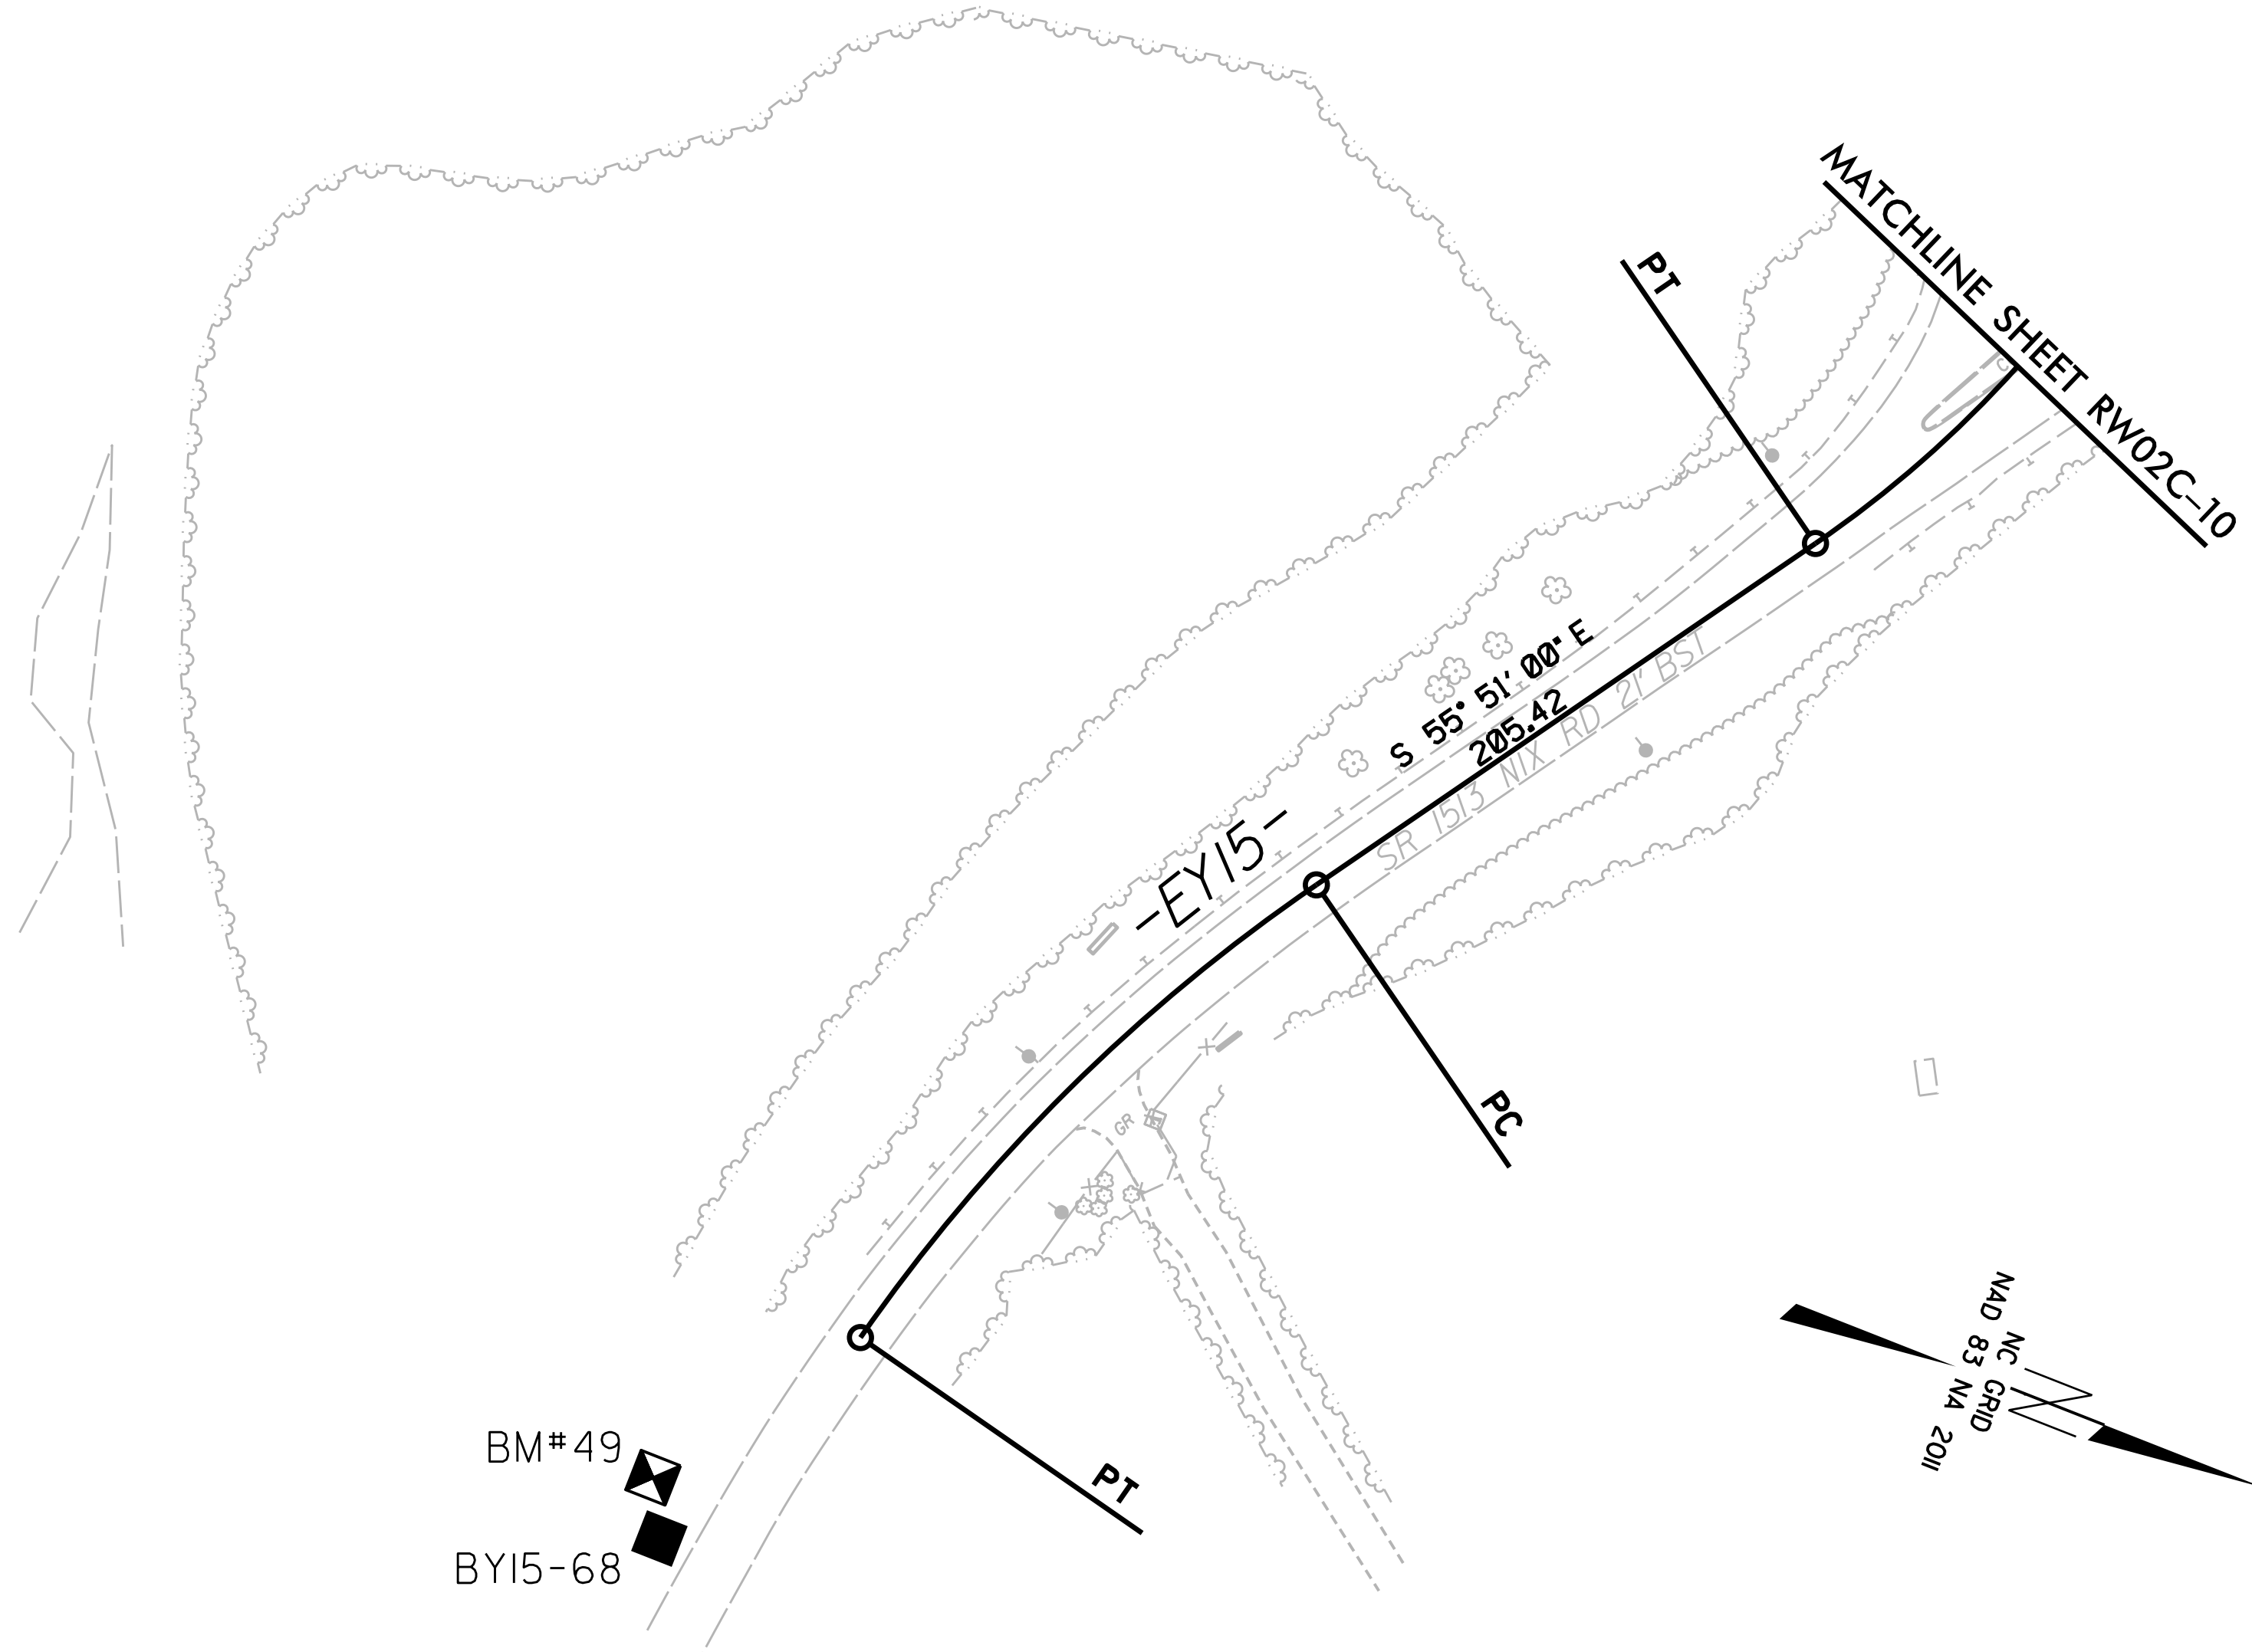 MATCHLINE SHEET RW02C-10
PT
S 55° 51' 00" E
205.42
SR 1513 NIX RD 21' BST
-EY15-
PC
GR
PT
BM#49
BY15-68
NC GRID
NAD 83 NA 2011